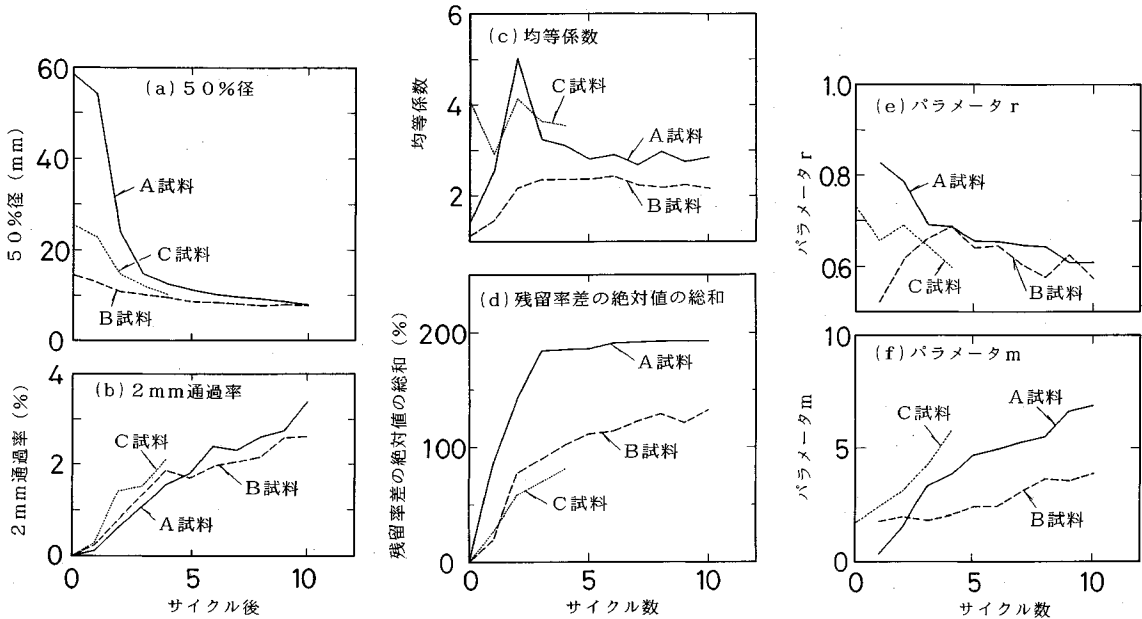 (a) 50%径
50%径 (mm)
60
40
20
0
A試料
C試料
B試料
(b) 2mm通過率
2mm通過率 (%)
4
2
0
C試料
B試料
A試料
0
5
10
サイクル後
(c) 均等係数
均等係数
6
4
2
C試料
A試料
B試料
(d) 残留率差の絶対値の総和
残留率差の絶対値の総和 (%)
200
100
0
A試料
B試料
C試料
0
5
10
サイクル数
(e) パラメータr
パラメータr
1.0
0.8
0.6
A試料
C試料
B試料
(f) パラメータm
パラメータm
10
5
0
C試料
A試料
B試料
0
5
10
サイクル数